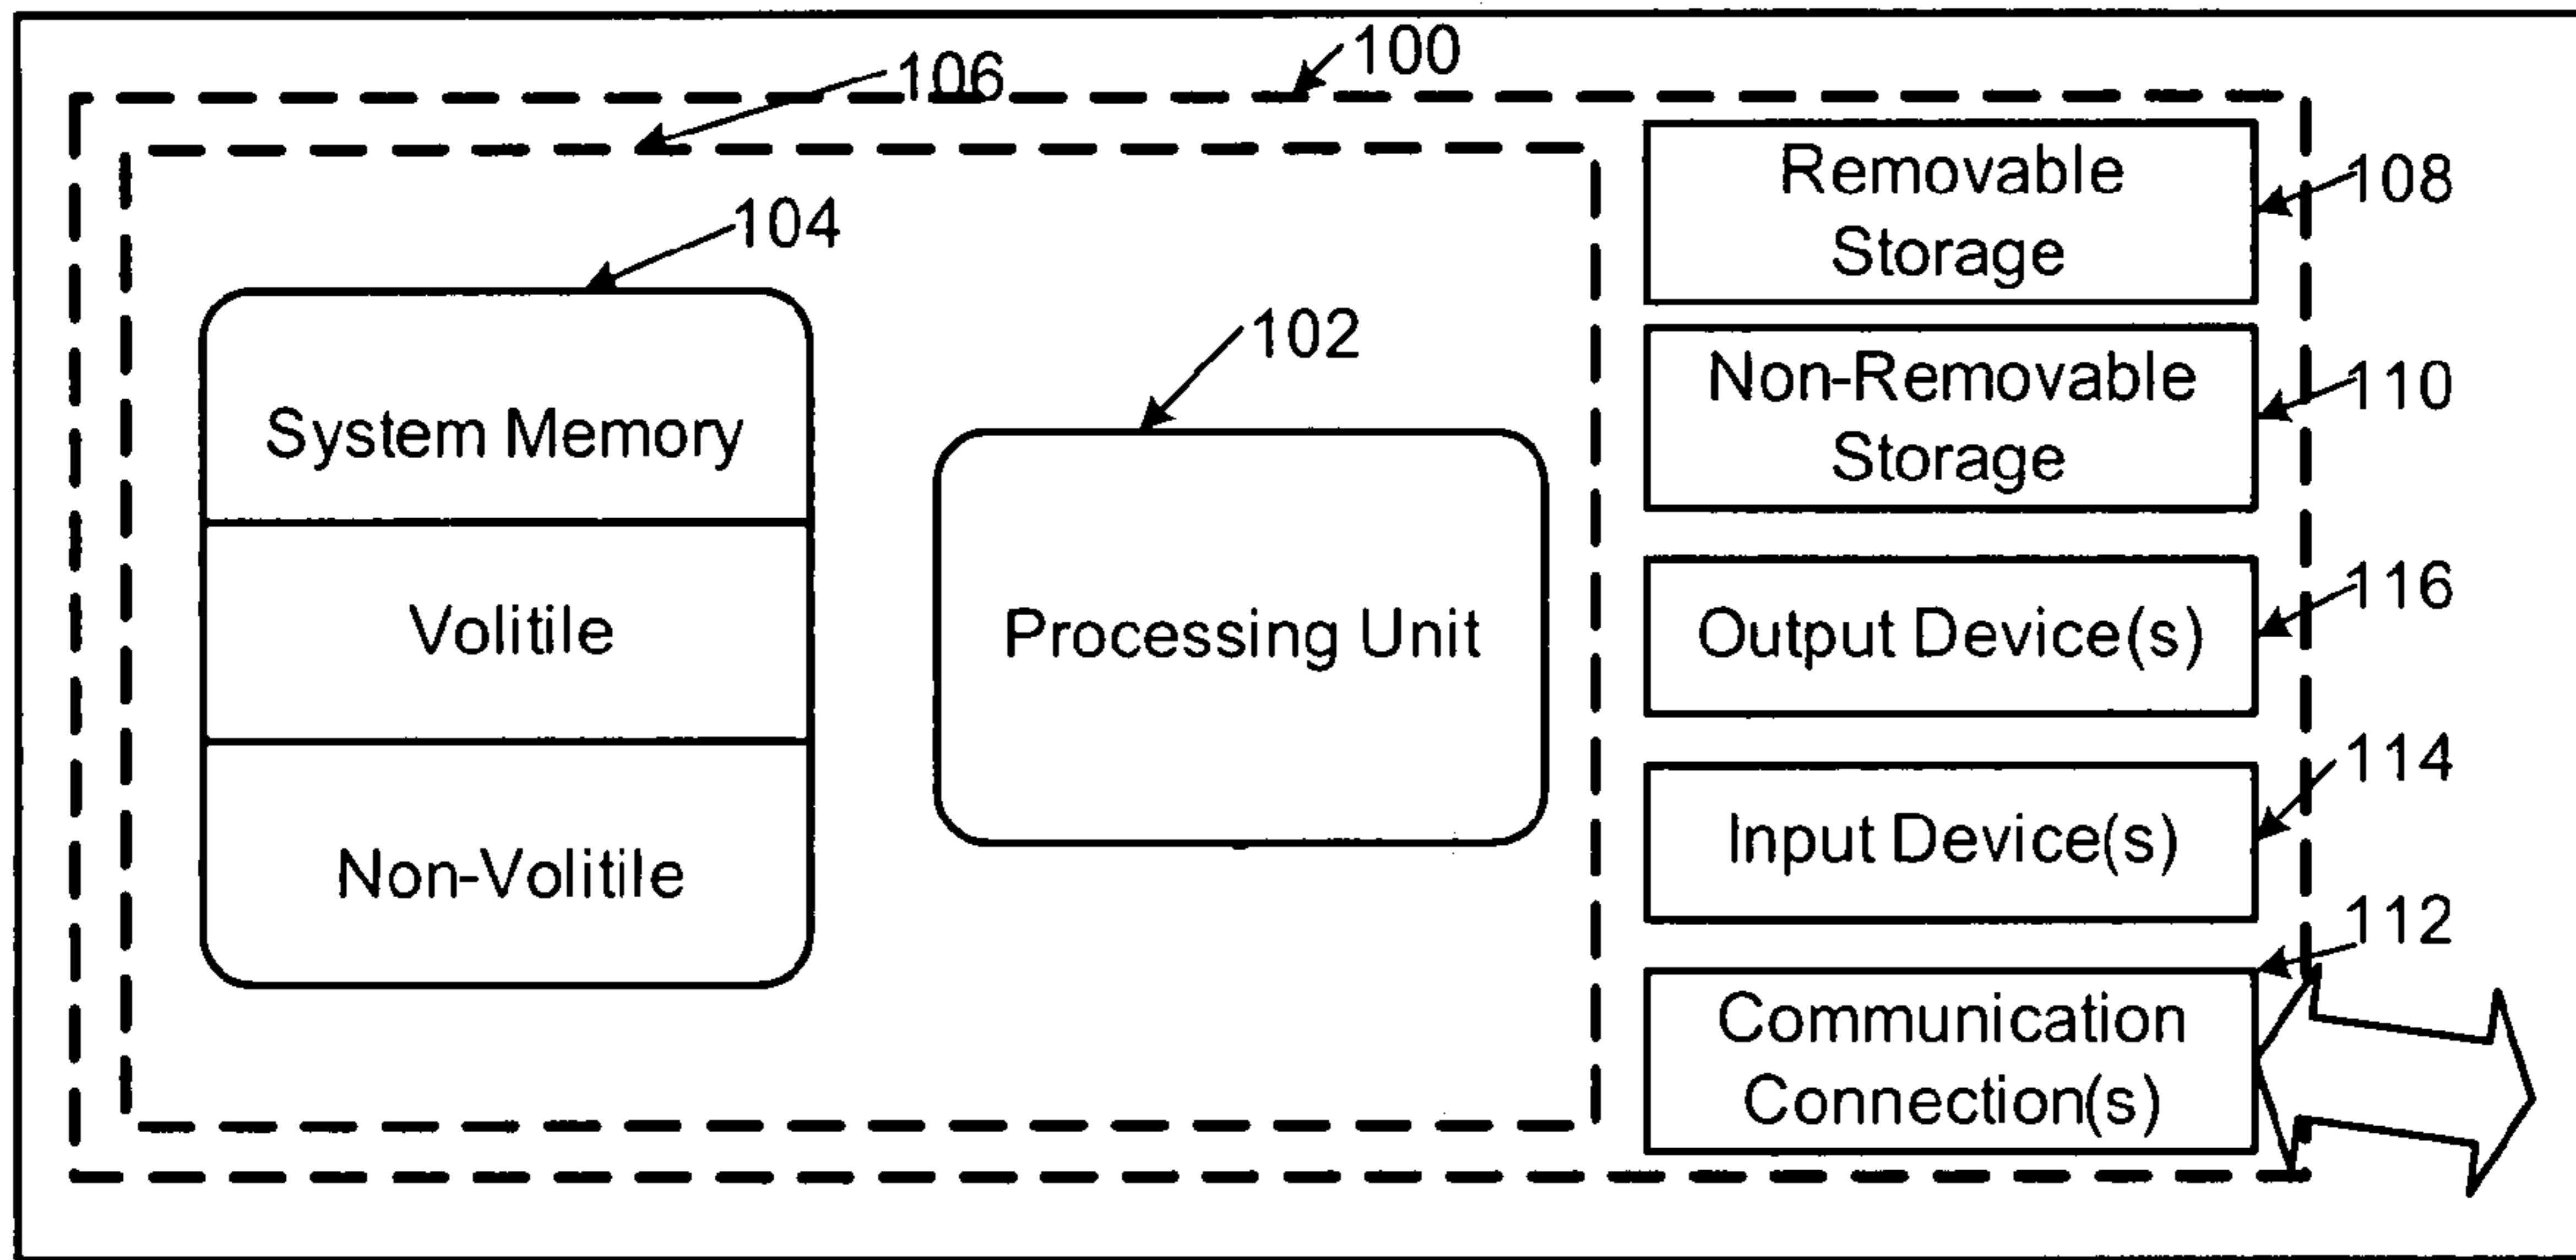 100
106
Removable
Storage
108
104
Non-Removable
Storage
110
102
System Memory
Volitile
Non-Volitile
Processing Unit
Output Device(s)
116
Input Device(s)
114
112
Communication
Connection(s)